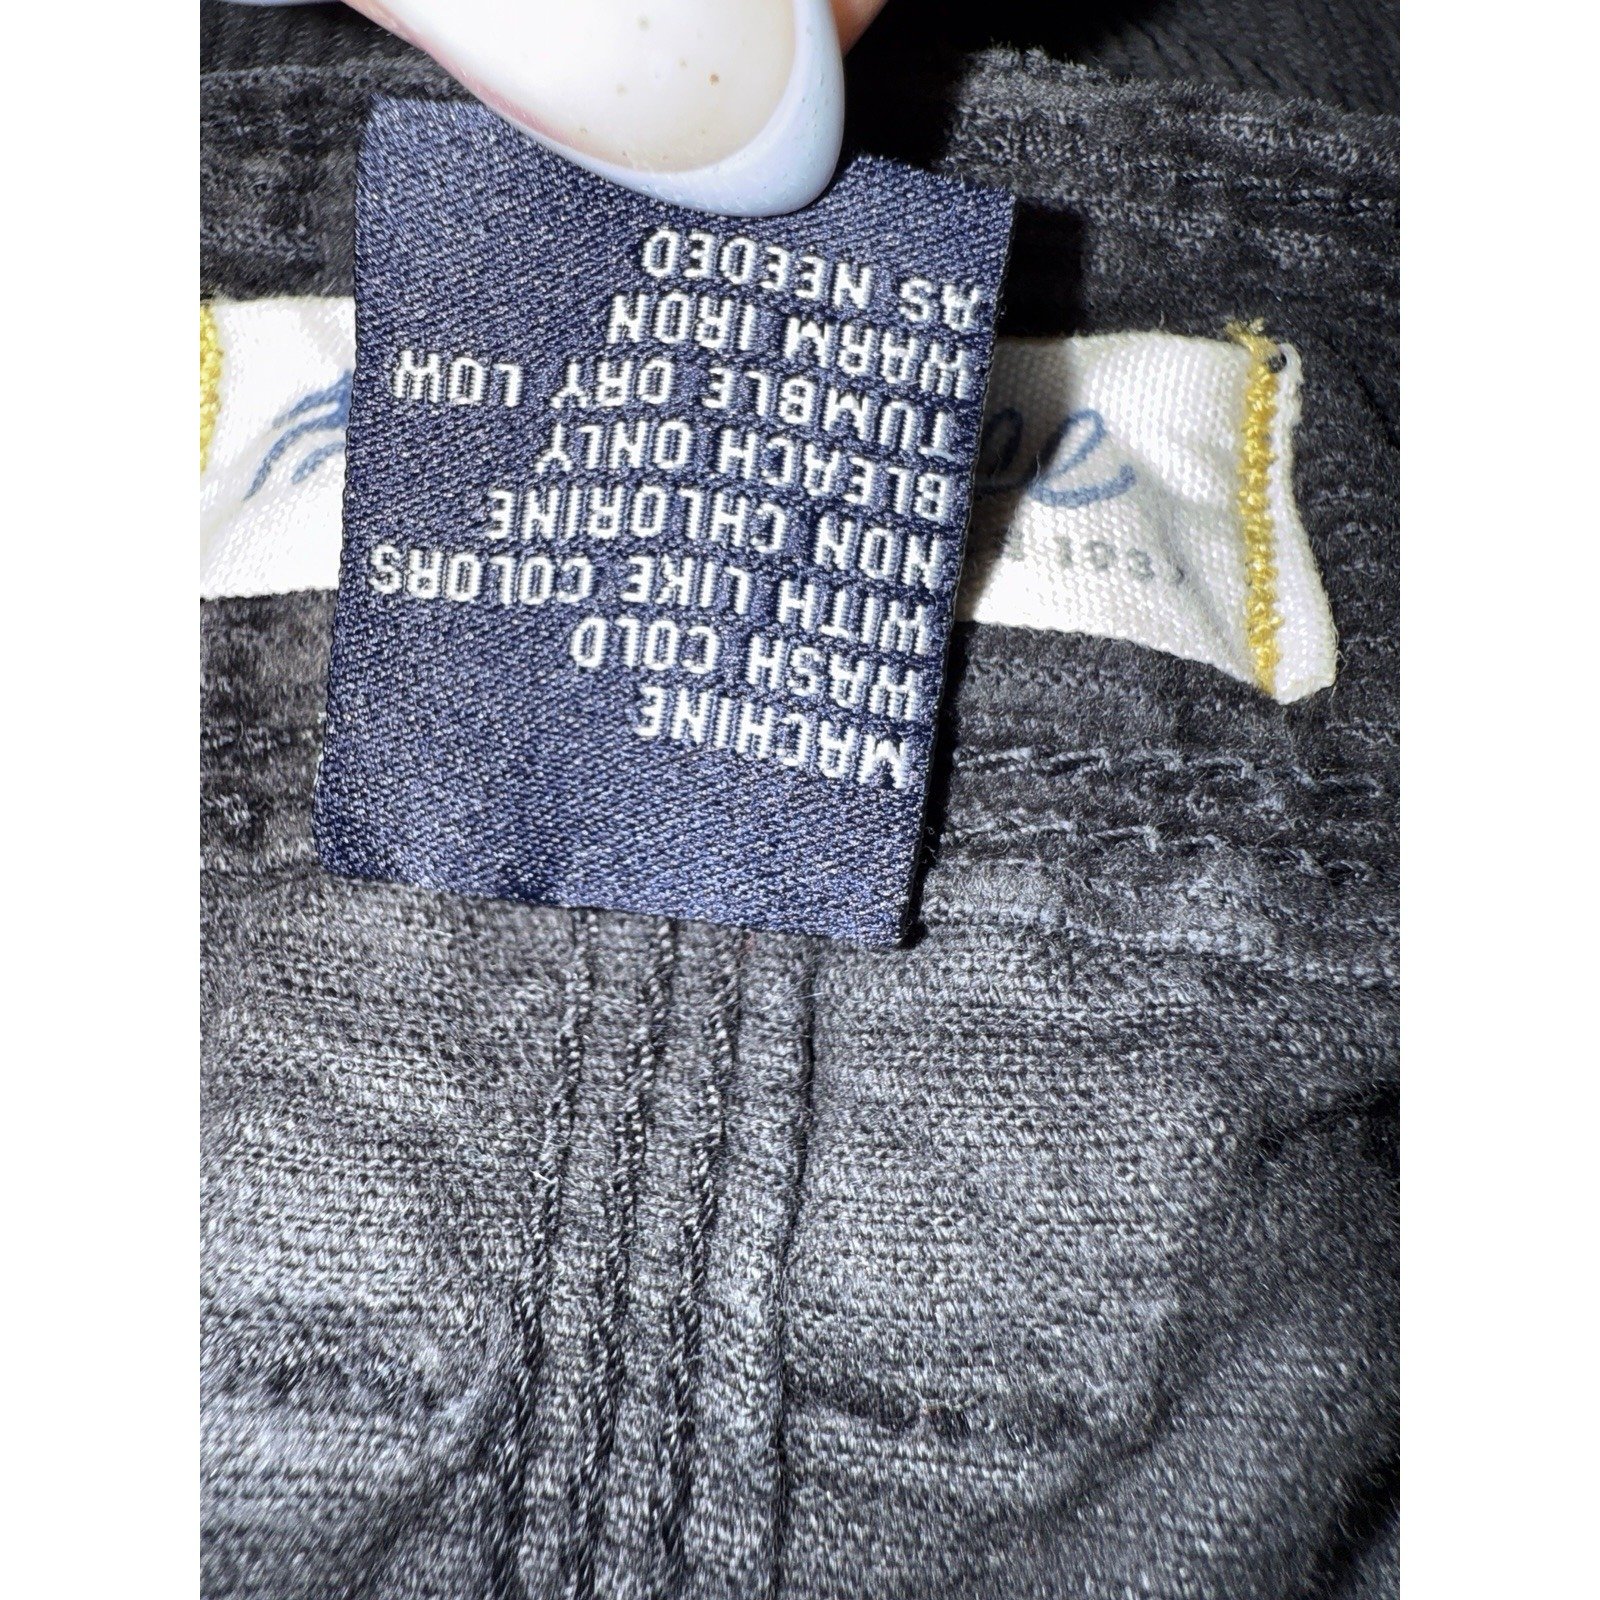 MACHINE
WASH COLD
WITH LIKE COLORS
NON CHLORINE
BLEACH ONLY
TUMBLE DRY LOW
WARM IRON
AS NEEDED